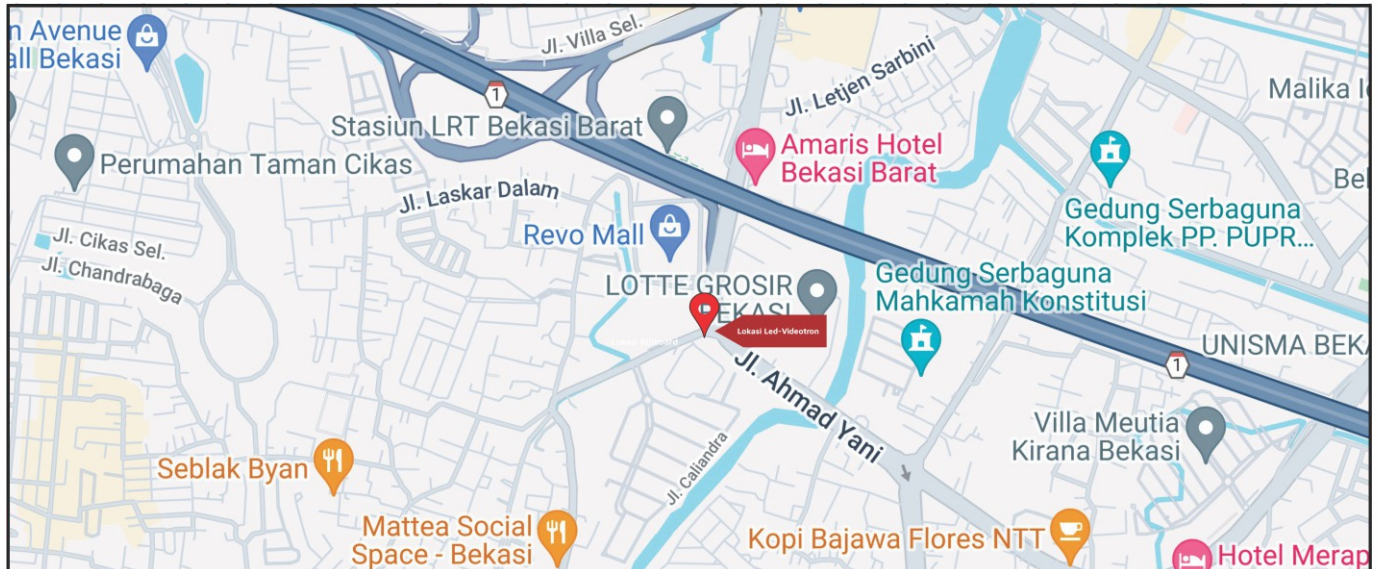 n Avenue
all Bekasi
Jl. Villa Sel.
1
Stasiun LRT Bekasi Barat
Jl. Letjen Sarbini
Malika
Perumahan Taman Cikas
Amaris Hotel
Bekasi Barat
Jl. Laskar Dalam
Gedung Serbaguna
Komplek PP. PUPR...
Bel
Revo Mall
Jl. Cikas Sel.
Jl. Chandrabaga
LOTTE GROSIR
BEKASI
Gedung Serbaguna
Mahkamah Konstitusi
Lokasi Led-Videotron
UNISMA BEKA
1
Jl. Ahmad Yani
Villa Meutia
Kirana Bekasi
Seblak Byan
Jl. Caliandra
Mattea Social
Space - Bekasi
Kopi Bajawa Flores NTT
Hotel Merap